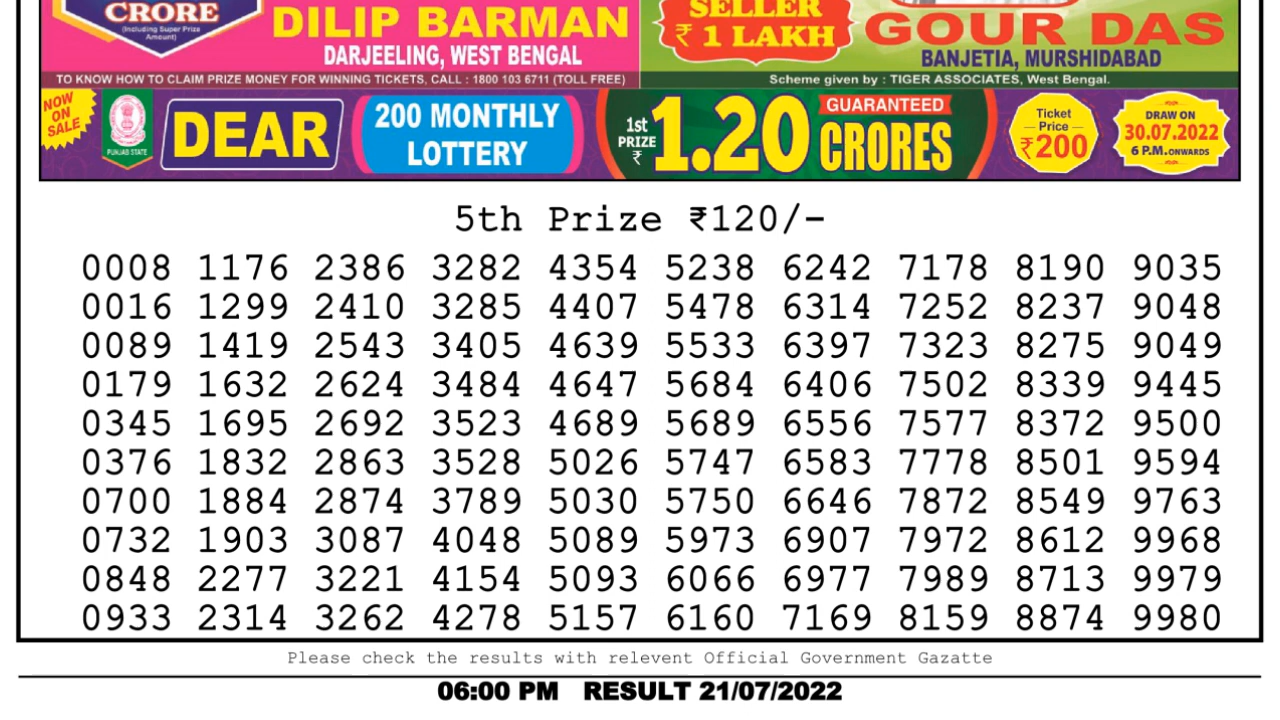 CRORE
(Including Super Prize
Amount)
DILIP BARMAN
DARJEELING, WEST BENGAL
SELLER
₹ 1 LAKH
GOUR DAS
BANJETIA, MURSHIDABAD
TO KNOW HOW TO CLAIM PRIZE MONEY FOR WINNING TICKETS, CALL : 1800 103 6711 (TOLL FREE)
Scheme given by : TIGER ASSOCIATES, West Bengal.
NOW
ON
SALE
PUNJAB STATE
DEAR
200 MONTHLY
LOTTERY
1st
PRIZE
₹
1.20
GUARANTEED
CRORES
Ticket
Price
₹200
DRAW ON
30.07.2022
6 P.M. ONWARDS
5th Prize ₹120/-
0008 1176 2386 3282 4354 5238 6242 7178 8190 9035
0016 1299 2410 3285 4407 5478 6314 7252 8237 9048
0089 1419 2543 3405 4639 5533 6397 7323 8275 9049
0179 1632 2624 3484 4647 5684 6406 7502 8339 9445
0345 1695 2692 3523 4689 5689 6556 7577 8372 9500
0376 1832 2863 3528 5026 5747 6583 7778 8501 9594
0700 1884 2874 3789 5030 5750 6646 7872 8549 9763
0732 1903 3087 4048 5089 5973 6907 7972 8612 9968
0848 2277 3221 4154 5093 6066 6977 7989 8713 9979
0933 2314 3262 4278 5157 6160 7169 8159 8874 9980
Please check the results with relevent Official Government Gazatte
06:00 PM RESULT 21/07/2022